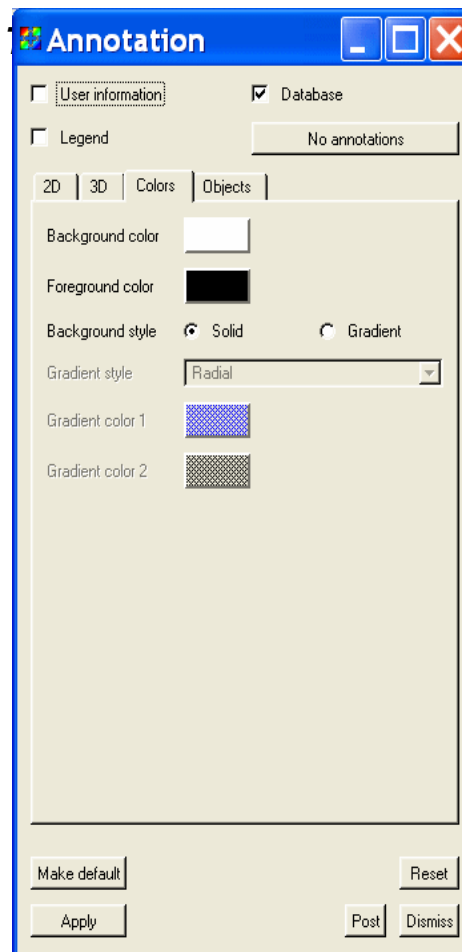 Annotation
User information Database
Legend No annotations
2D 3D Colors Objects
Background color
Foreground color
Background style Solid Gradient
Gradient style Radial
Gradient color 1
Gradient color 2
Make default Reset
Apply Post Dismiss